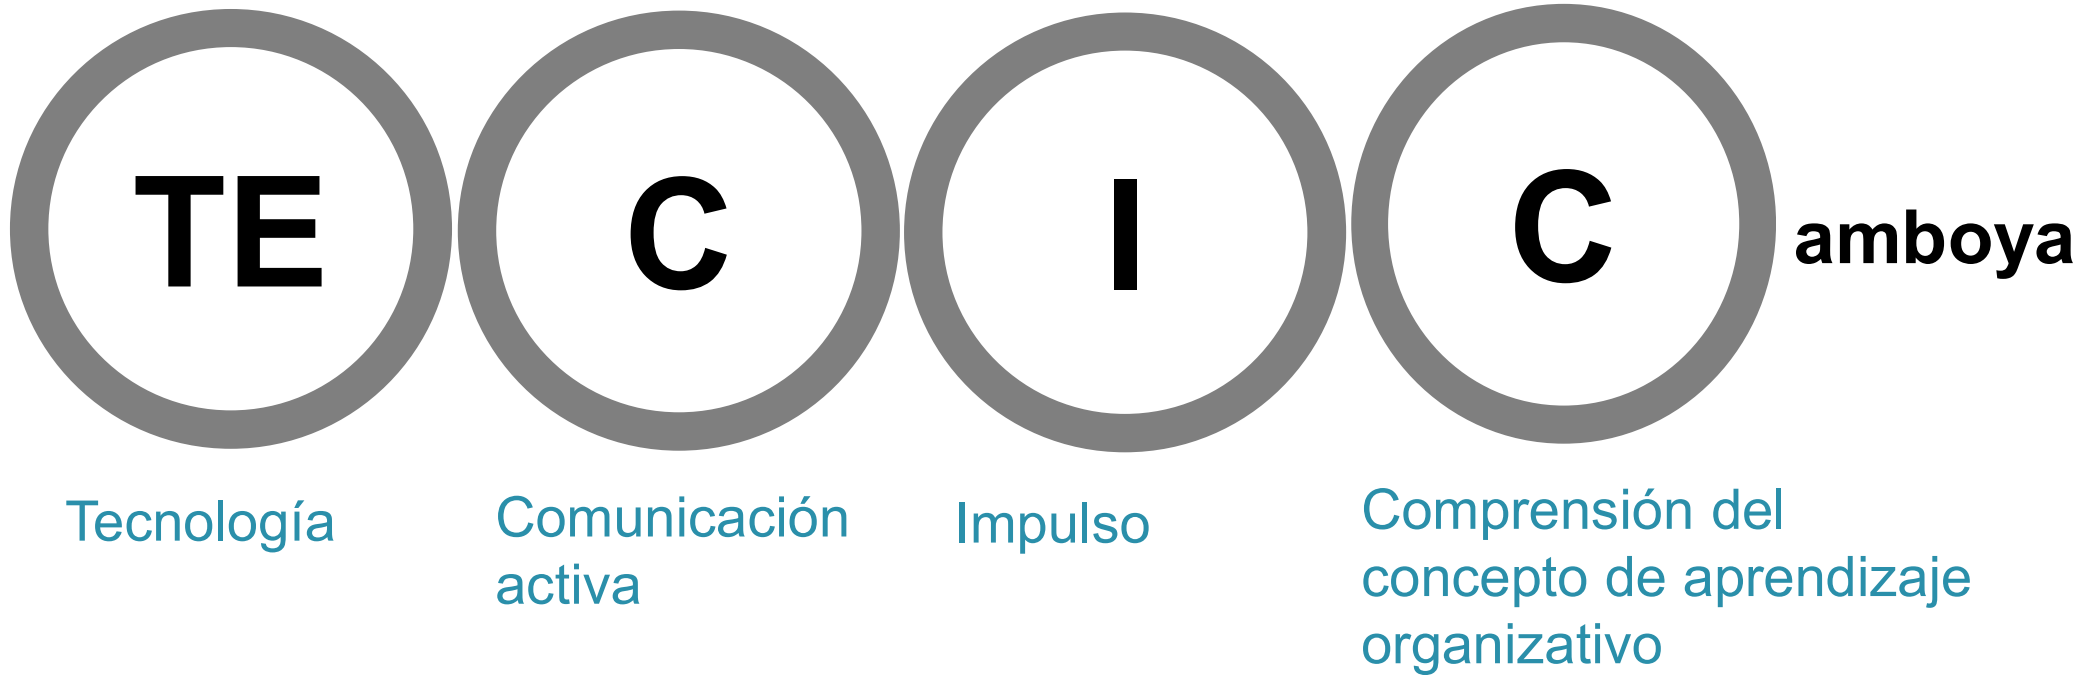 TE C I C amboya
Tecnología
Comunicación
activa
Impulso
Comprensión del
concepto de aprendizaje
organizativo